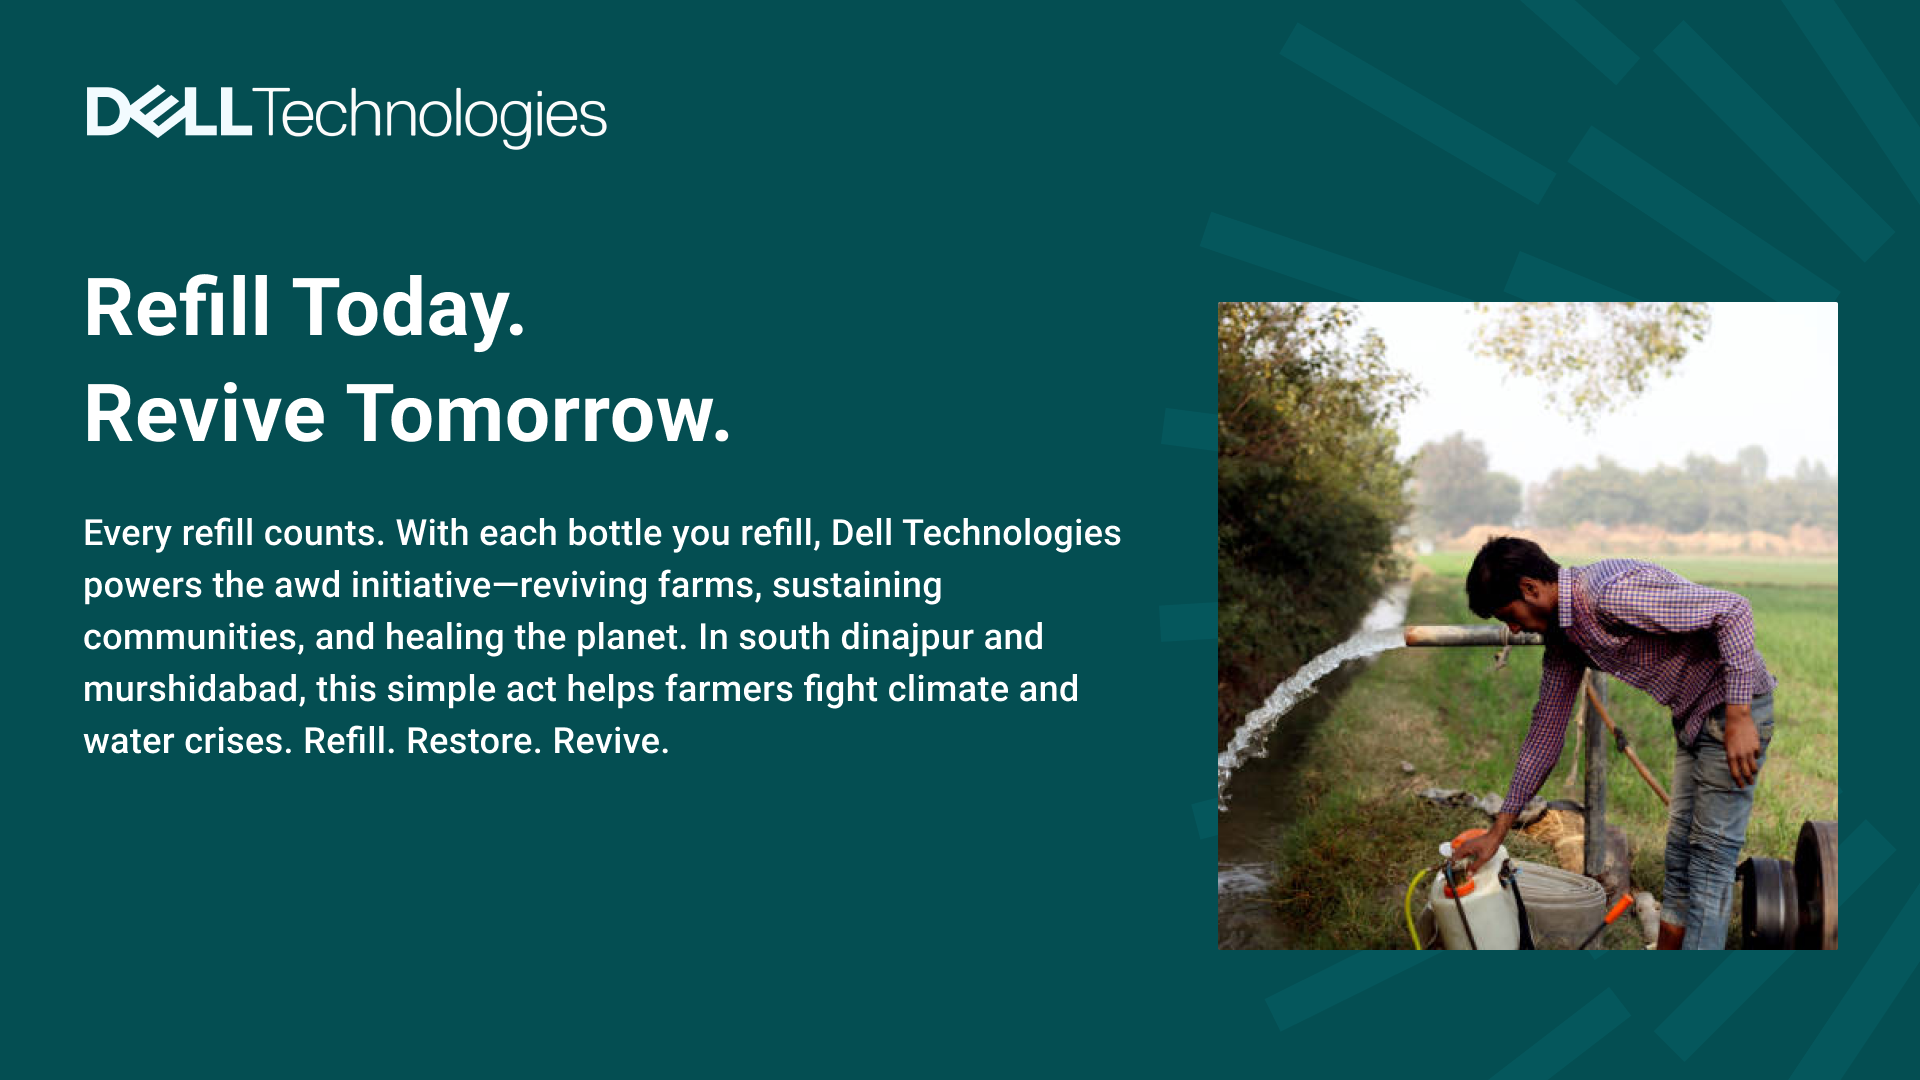 DELL Technologies
Refill Today.
Revive Tomorrow.
Every refill counts. With each bottle you refill, Dell Technologies
powers the awd initiative—reviving farms, sustaining
communities, and healing the planet. In south dinajpur and
murshidabad, this simple act helps farmers fight climate and
water crises. Refill. Restore. Revive.